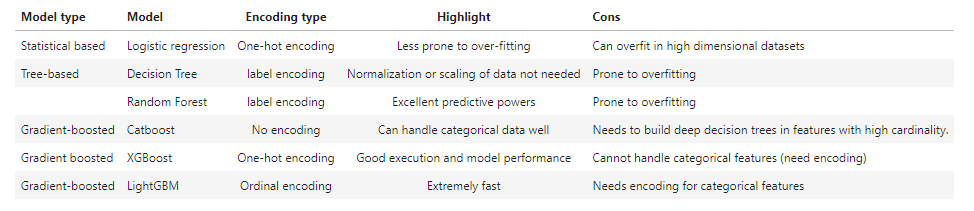 Model type Model Encoding type Highlight Cons
Statistical based Logistic regression One-hot encoding Less prone to over-fitting Can overfit in high dimensional datasets
Tree-based Decision Tree label encoding Normalization or scaling of data not needed Prone to overfitting
Random Forest label encoding Excellent predictive powers Prone to overfitting
Gradient-boosted Catboost No encoding Can handle categorical data well Needs to build deep decision trees in features with high cardinality.
Gradient boosted XGBoost One-hot encoding Good execution and model performance Cannot handle categorical features (need encoding)
Gradient-boosted LightGBM Ordinal encoding Extremely fast Needs encoding for categorical features